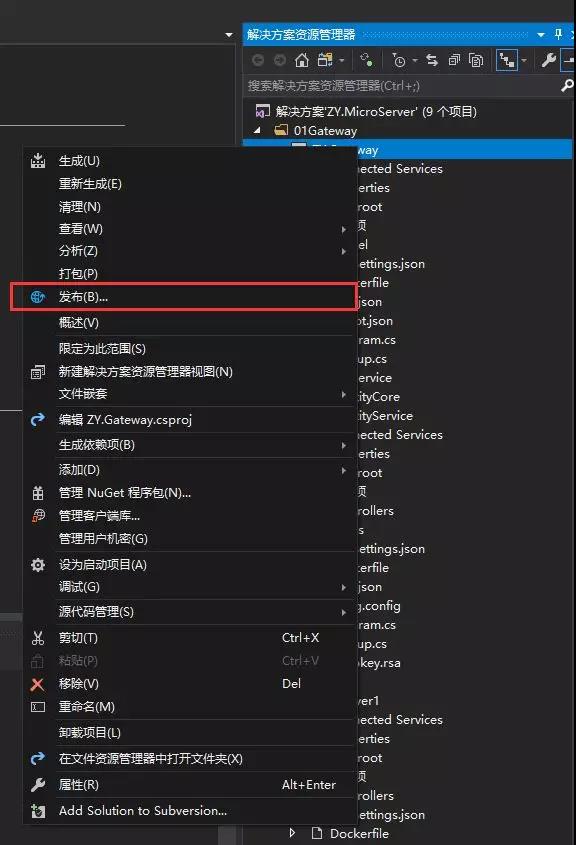 解决方案资源管理器
搜索解决方案资源管理器(Ctrl+;)
解决方案'ZY.MicroServer' (9 个项目)
01Gateway
生成(U)
重新生成(E)
清理(N)
查看(W)
分析(Z)
打包(P)
发布(B)...
概述(V)
限定为此范围(S)
新建解决方案资源管理器视图(N)
文件嵌套
编辑 ZY.Gateway.csproj
生成依赖项(B)
添加(D)
管理 NuGet 程序包(N)...
管理客户端库...
管理用户机密(G)
设为启动项目(A)
调试(G)
源代码管理(S)
剪切(T) Ctrl+X
粘贴(P) Ctrl+V
移除(V) Del
重命名(M)
卸载项目(L)
在文件资源管理器中打开文件夹(X)
属性(R) Alt+Enter
Add Solution to Subversion...
way
nected Services
erties
root
项
el
settings.json
erfile
json
ot.json
ram.cs
up.cs
ervice
tityCore
tityService
nected Services
erties
root
项
rollers
s
ettings.json
erfile
json
g.config
ram.cs
up.cs
okey.rsa
ver1
nected Services
erties
root
项
rollers
settings.json
Dockerfile